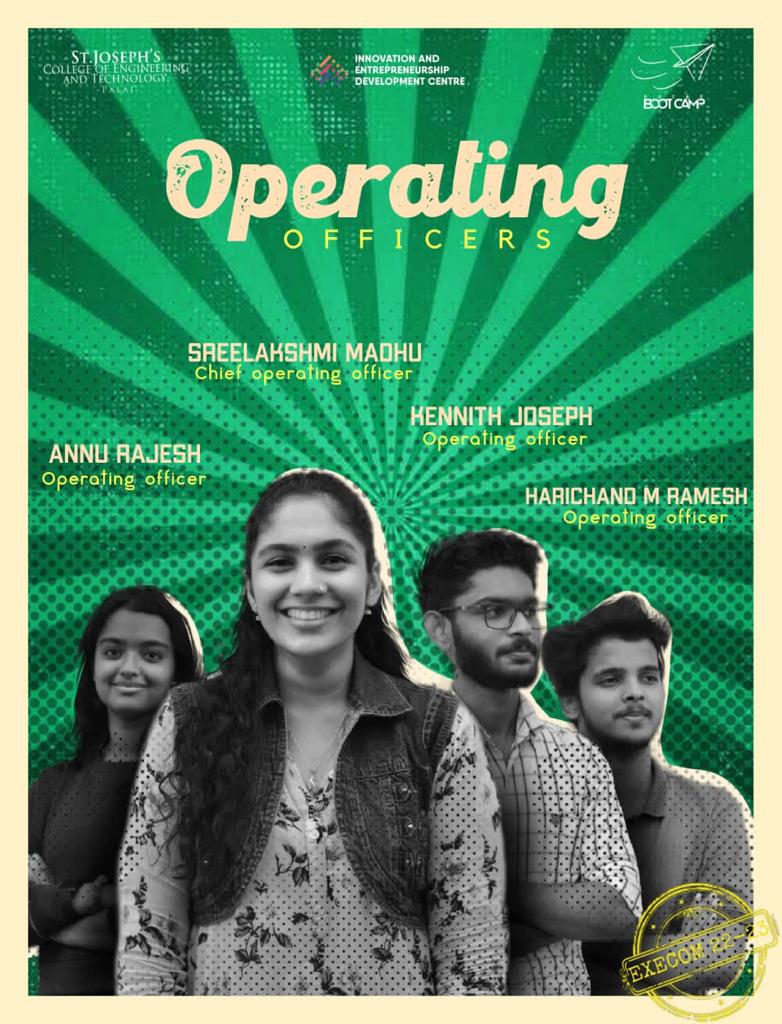 ST.JOSEPH'S
COLLEGE OF ENGINEERING
AND TECHNOLOGY,
- PALAI -
INNOVATION AND
ENTREPRENEURSHIP
DEVELOPMENT CENTRE
BOOT CAMP
Operating
OFFICERS
SREELAKSHMI MADHU
Chief operating officer
KENNITH JOSEPH
Operating officer
ANNU RAJESH
Operating officer
HARICHAND M RAMESH
Operating officer
EXECOM 22-23